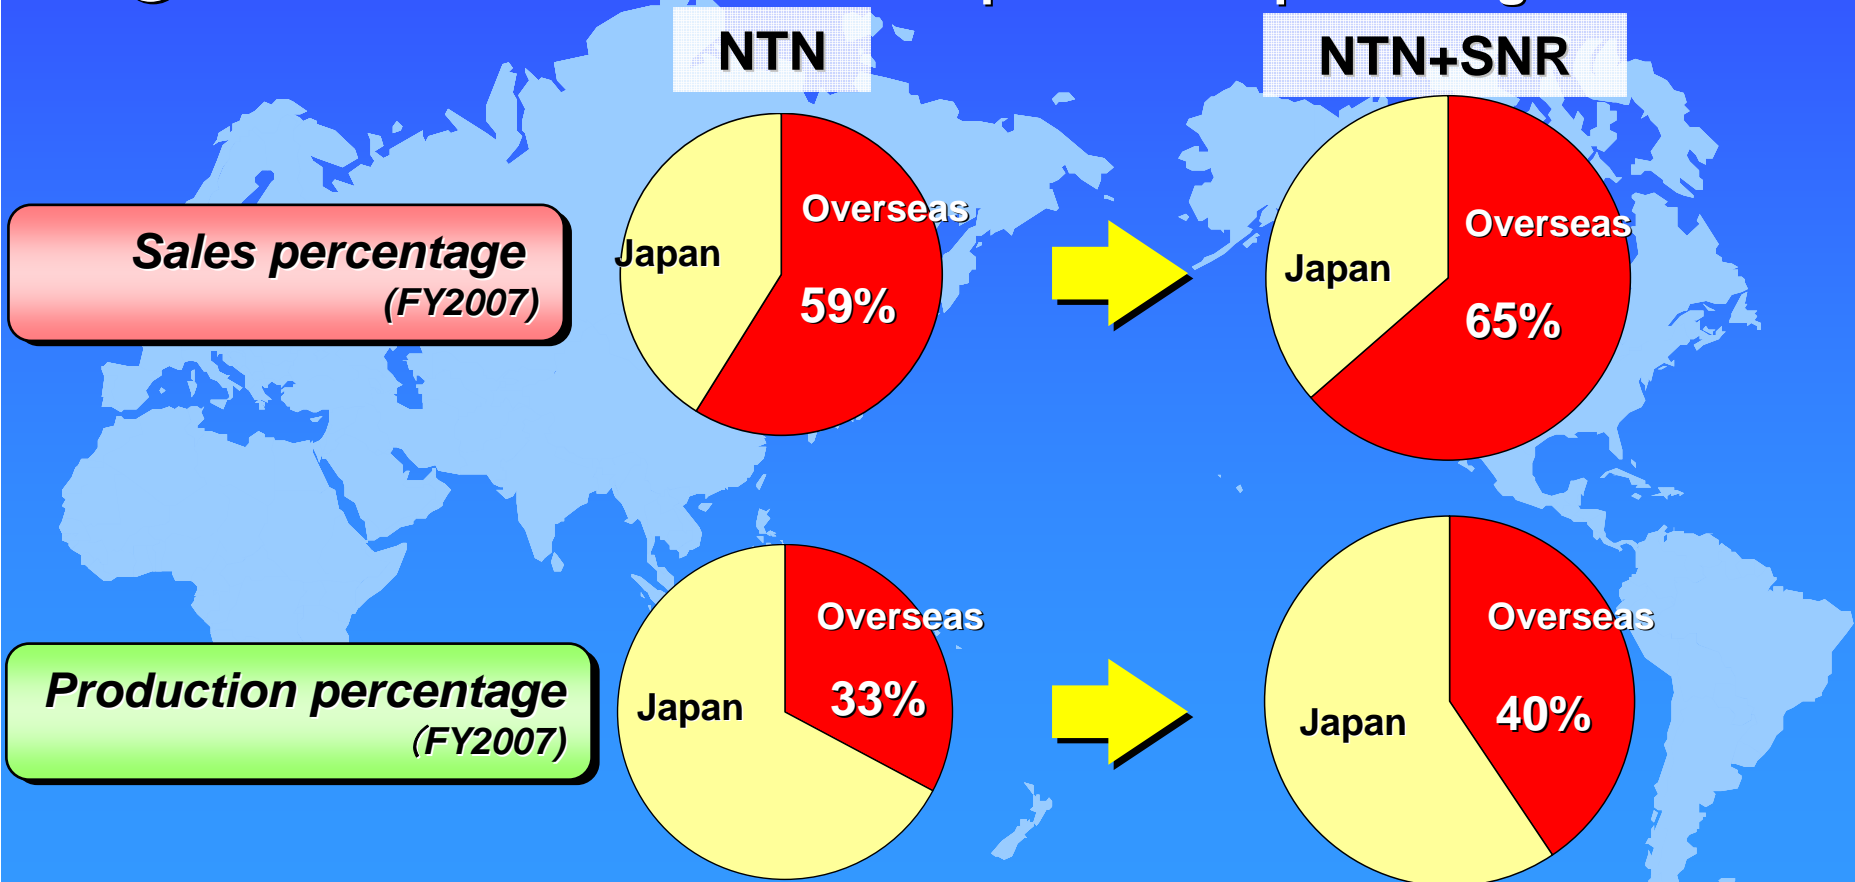 NTN
NTN+SNR
Sales percentage
(FY2007)
Japan
Overseas
59%
Japan
Overseas
65%
Production percentage
(FY2007)
Japan
Overseas
33%
Japan
Overseas
40%